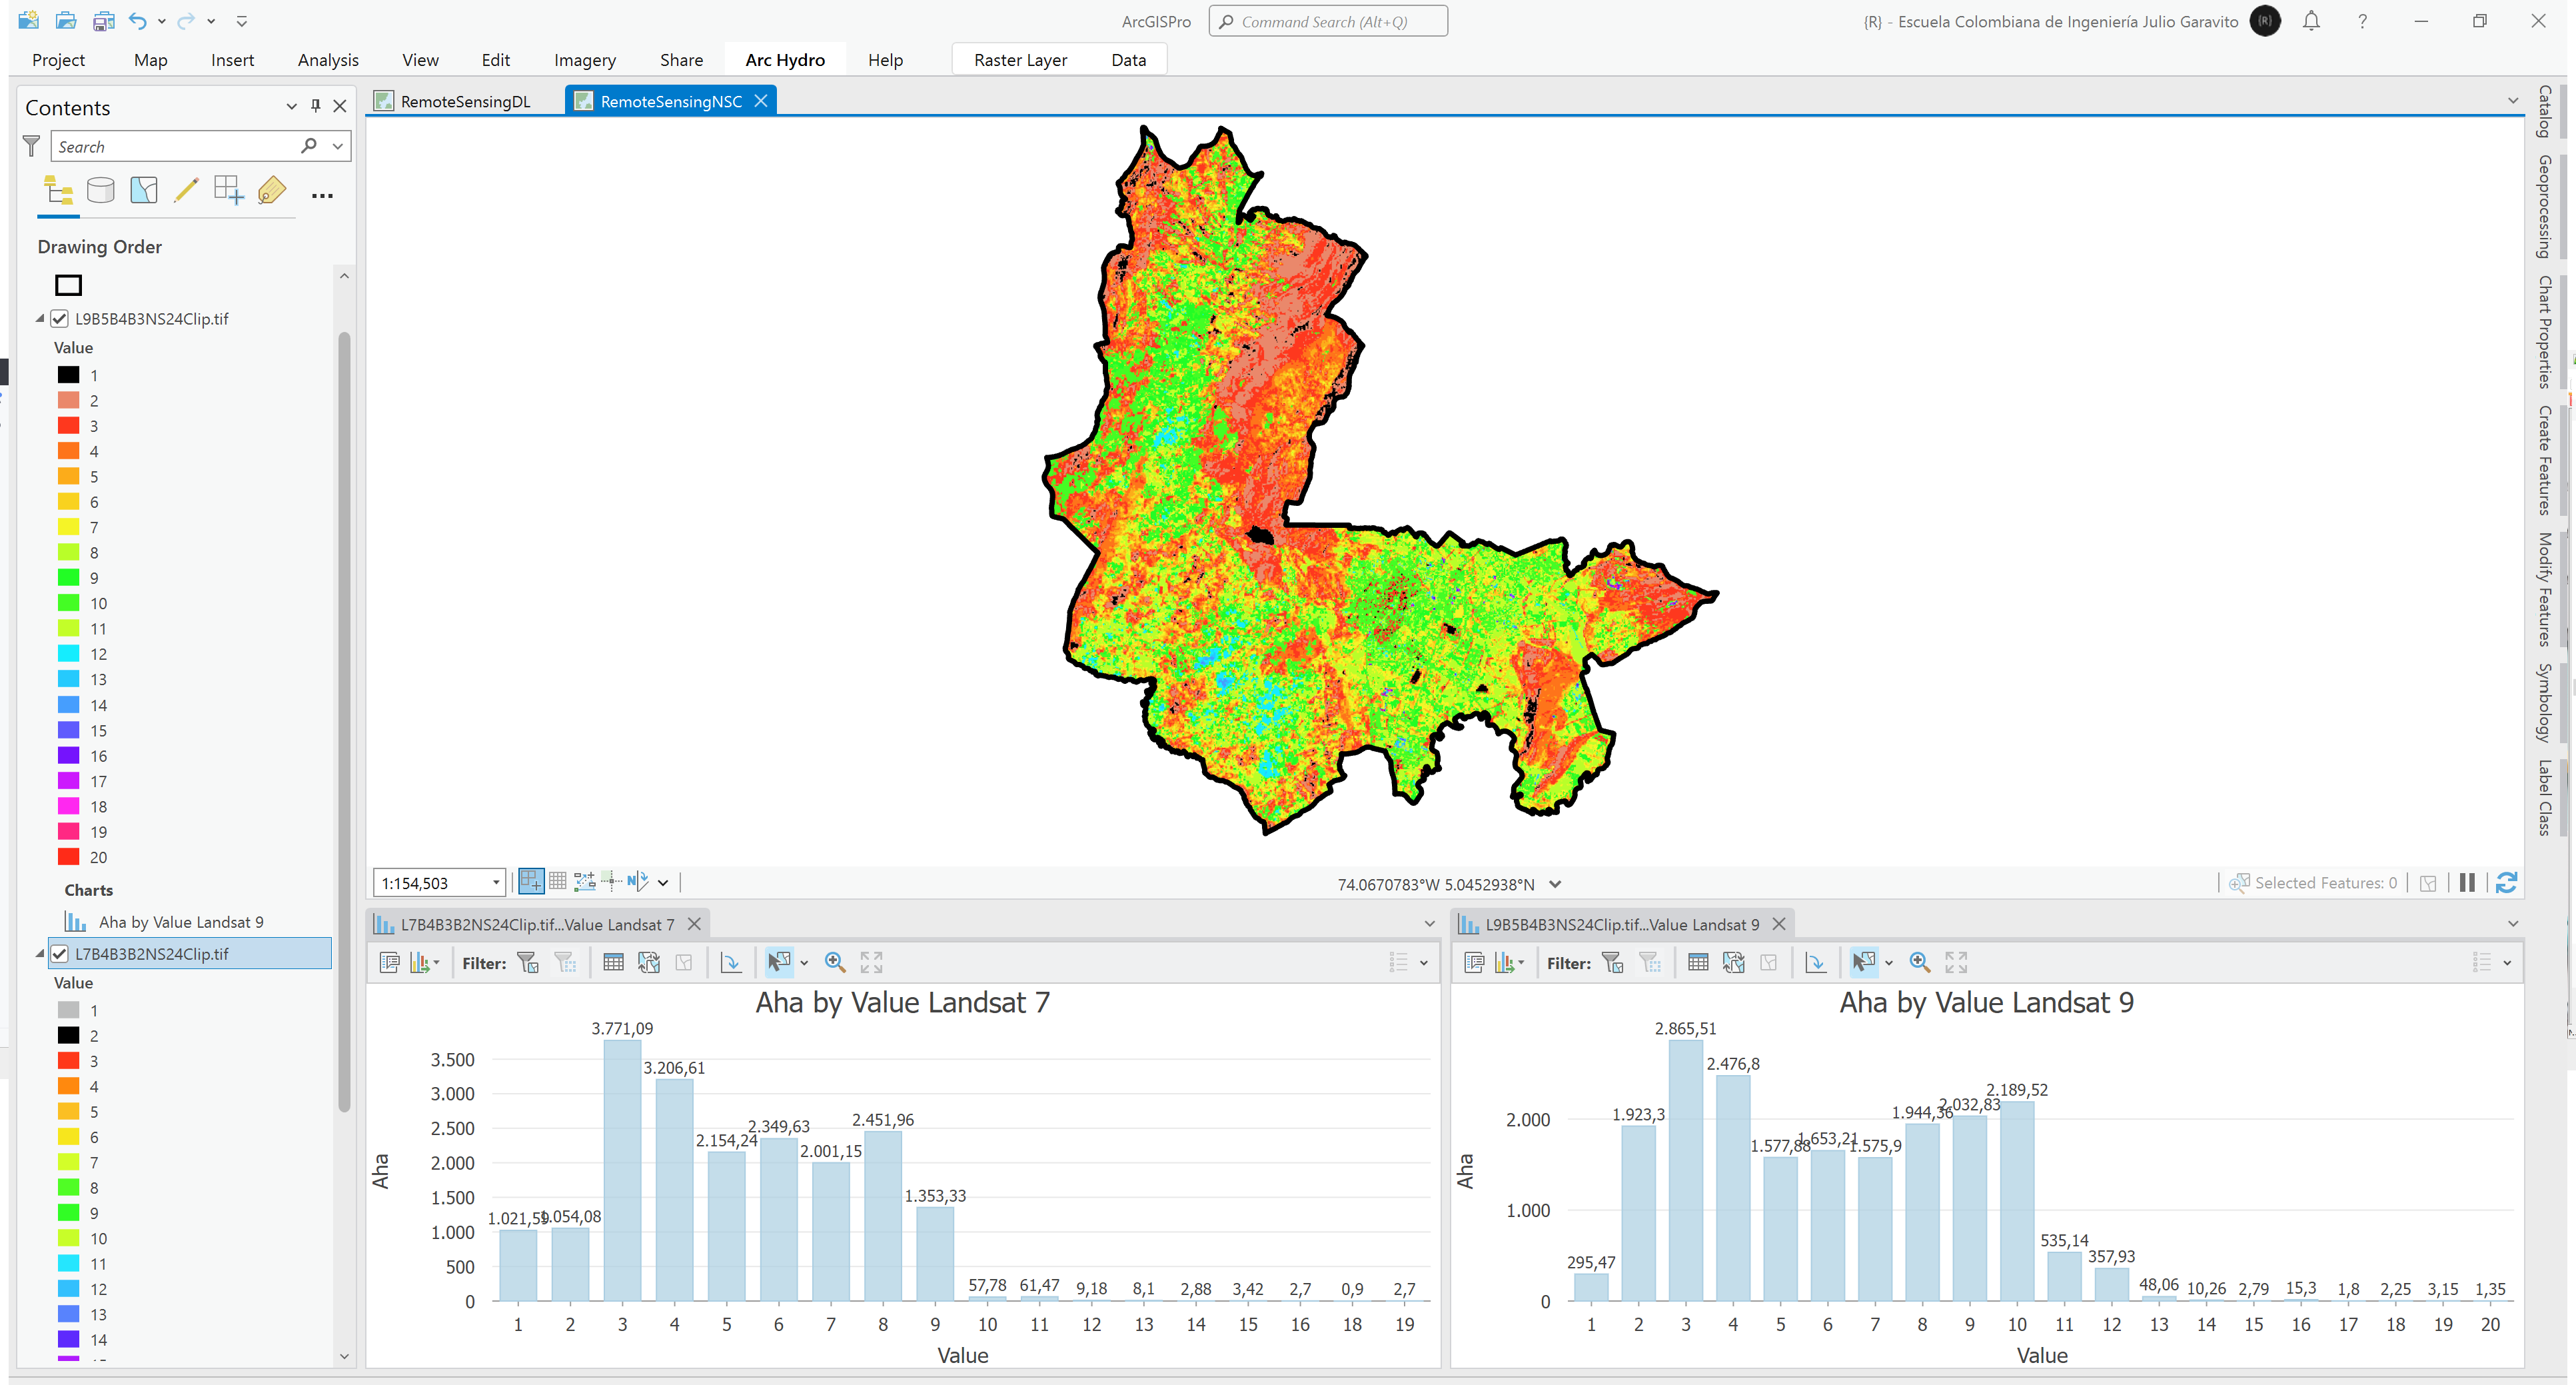 ArcGISPro
Command Search (Alt+Q)
{R} - Escuela Colombiana de Ingeniería Julio Garavito
{R}
Project Map Insert Analysis View Edit Imagery Share Arc Hydro Help Raster Layer Data
Contents
Search
Drawing Order
L9B5B4B3NS24Clip.tif
Value
1
2
3
4
5
6
7
8
9
10
11
12
13
14
15
16
17
18
19
20
Charts
Aha by Value Landsat 9
L7B4B3B2NS24Clip.tif
Value
1
2
3
4
5
6
7
8
9
10
11
12
13
14
RemoteSensingDL
RemoteSensingNSC
1:154,503
74.0670783°W 5.0452938°N
Selected Features: 0
L7B4B3B2NS24Clip.tif...Value Landsat 7
Filter:
Aha by Value Landsat 7
Aha
3.500
3.000
2.500
2.000
1.500
1.000
500
0
1.021,59 1.054,08 3.771,09 3.206,61 2.154,24 2.349,63 2.001,15 2.451,96 1.353,33 57,78 61,47 9,18 8,1 2,88 3,42 2,7 0,9 2,7
1 2 3 4 5 6 7 8 9 10 11 12 13 14 15 16 18 19
Value
L9B5B4B3NS24Clip.tif...Value Landsat 9
Filter:
Aha by Value Landsat 9
Aha
2.000
1.000
0
295,47 1.923,3 2.865,51 2.476,8 1.577,88 1.653,21 1.575,9 1.944,36 2.032,83 2.189,52 535,14 357,93 48,06 10,26 2,79 15,3 1,8 2,25 3,15 1,35
1 2 3 4 5 6 7 8 9 10 11 12 13 14 15 16 17 18 19 20
Value
Catalog
Geoprocessing
Chart Properties
Create Features
Modify Features
Symbology
Label Class